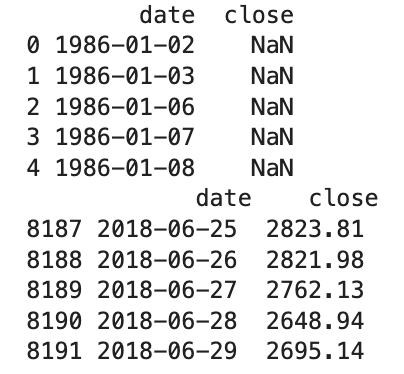 date close
0 1986-01-02 NaN
1 1986-01-03 NaN
2 1986-01-06 NaN
3 1986-01-07 NaN
4 1986-01-08 NaN
date close
8187 2018-06-25 2823.81
8188 2018-06-26 2821.98
8189 2018-06-27 2762.13
8190 2018-06-28 2648.94
8191 2018-06-29 2695.14